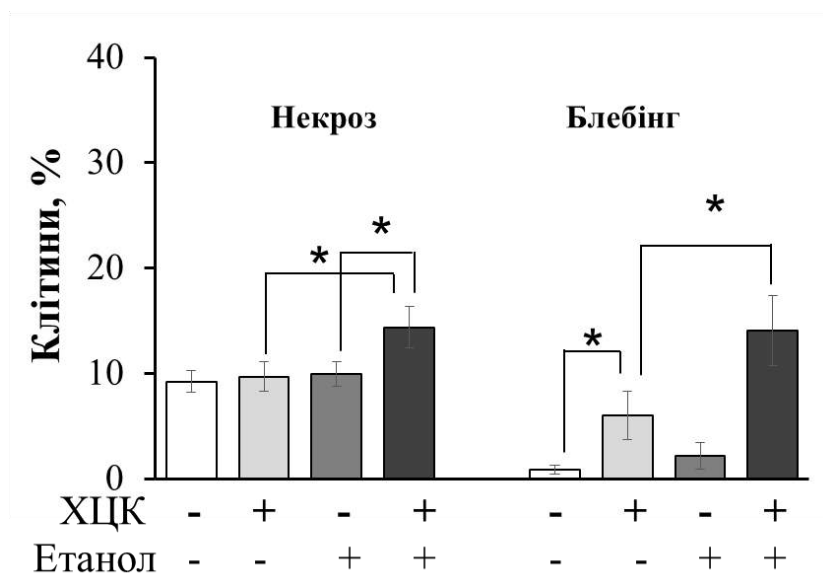 Клітини, %
40
30
20
10
0
Некроз
Блебінг
*
*
*
*
ХЦК - + - + - + - +
Етанол - - + + - - + +